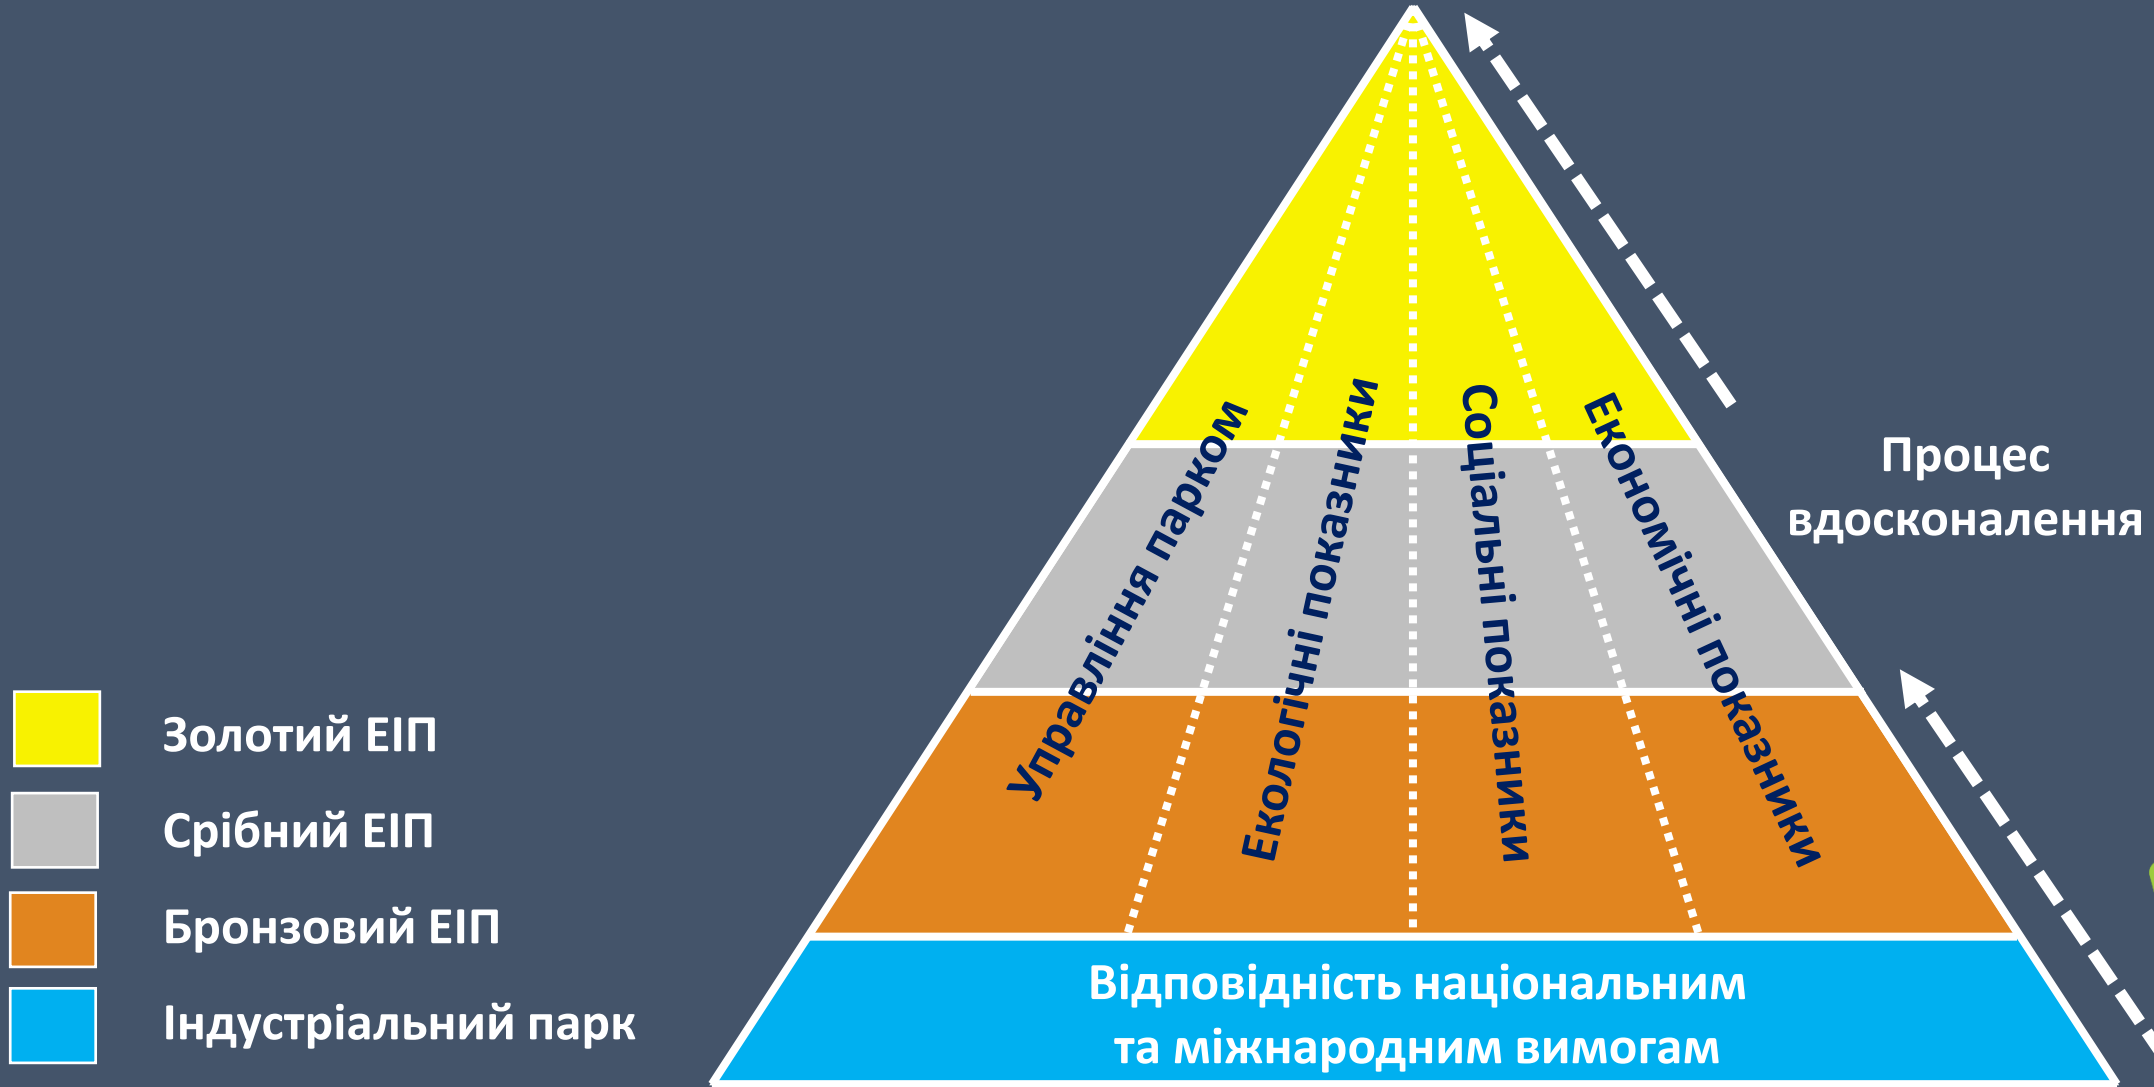 Управління парком
Екологічні показники
Соціальні показники
Економічні показники
Процес
вдосконалення
Золотий ЕІП
Срібний ЕІП
Бронзовий ЕІП
Індустріальний парк
Відповідність національним
та міжнародним вимогам